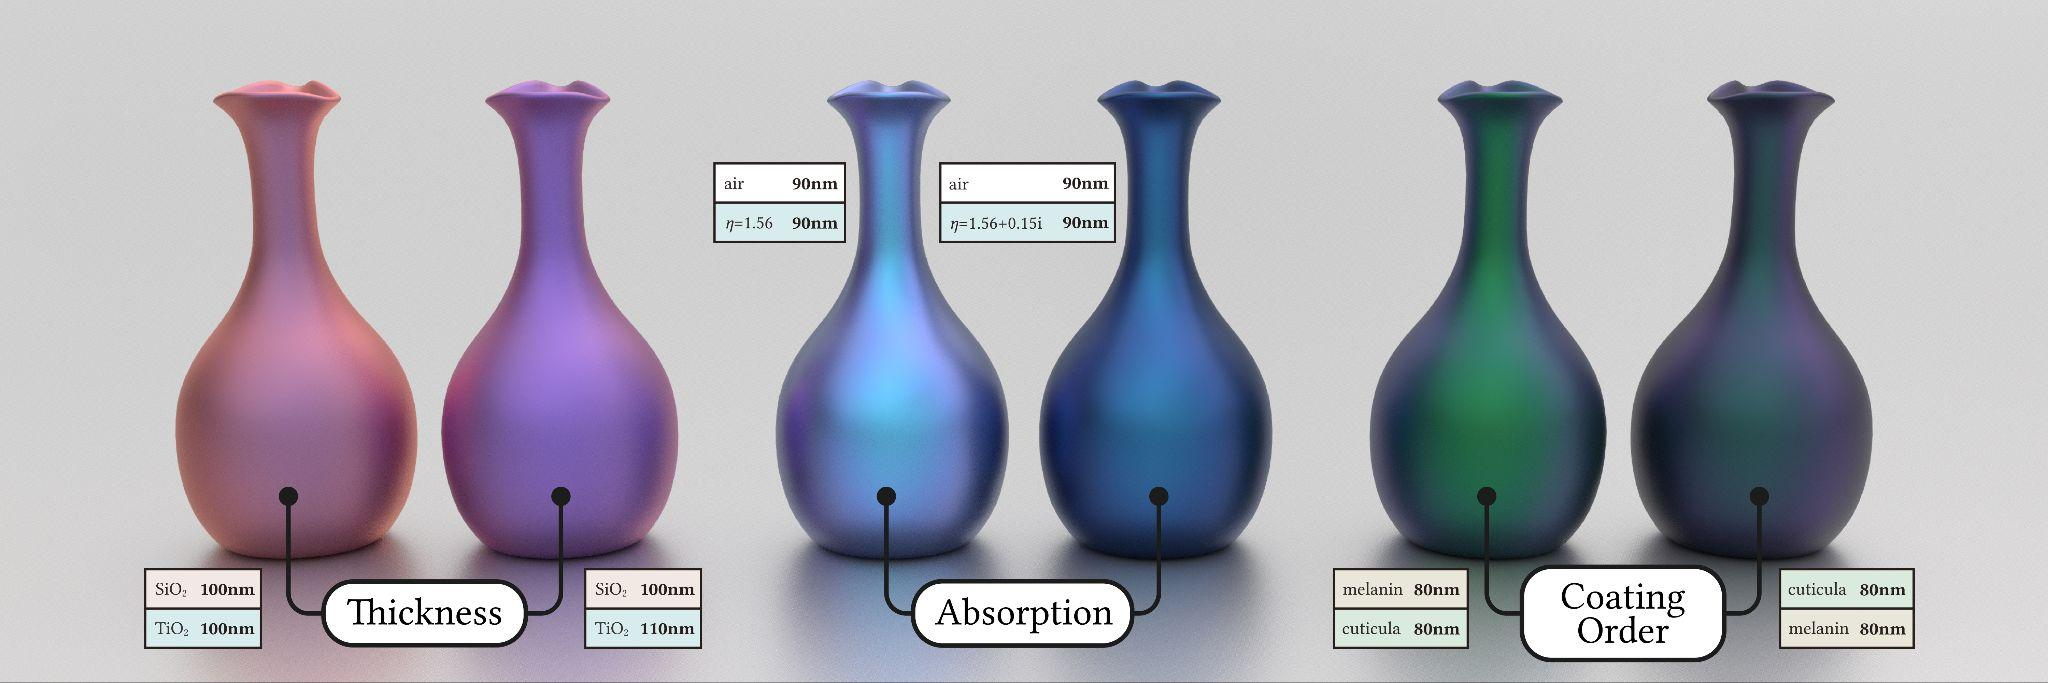 air 90nm
η=1.56 90nm
air 90nm
η=1.56+0.15i 90nm
SiO₂ 100nm
TiO₂ 100nm
Thickness
SiO₂ 100nm
TiO₂ 110nm
Absorption
melanin 80nm
cuticula 80nm
Coating
Order
cuticula 80nm
melanin 80nm